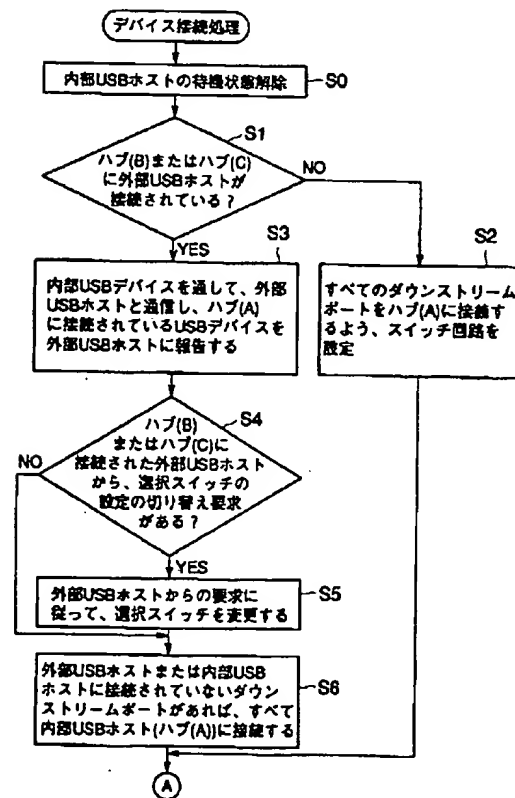 デバイス接続処理
内部USBホストの待機状態解除
S0
S1
ハブ(B)またはハブ(C)
に外部USBホストが
接続されている？
NO
YES
S3
S2
内部USBデバイスを通して、外部
USBホストと通信し、ハブ(A)
に接続されているUSBデバイスを
外部USBホストに報告する
すべてのダウンストリーム
ポートをハブ(A)に接続す
るよう、スイッチ回路を
設定
S4
ハブ(B)
またはハブ(C)に
接続された外部USBホスト
から、選択スイッチの
設定の切り替え要求
がある？
NO
YES
外部USBホストからの要求に
従って、選択スイッチを変更する
S5
外部USBホストまたは内部USB
ホストに接続されていないダウン
ストリームポートがあれば、すべて
内部USBホスト(ハブ(A))に接続する
S6
A